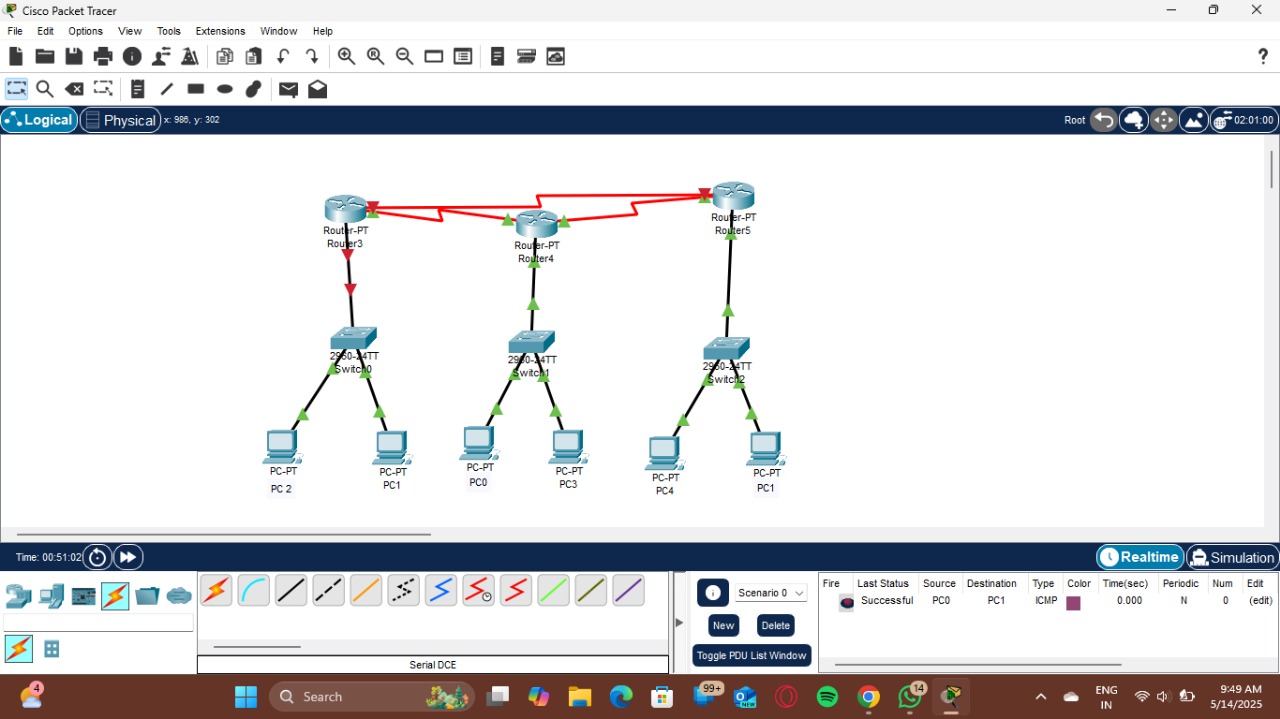 Cisco Packet Tracer
File Edit Options View Tools Extensions Window Help
Logical Physical x: 986, y: 302 Root 02:01:00
Router-PT
Router3
Router-PT
Router4
Router-PT
Router5
2960-24TT
Switch0
2960-24TT
Switch1
2960-24TT
Switch2
PC-PT
PC 2
PC-PT
PC1
PC-PT
PC0
PC-PT
PC3
PC-PT
PC4
PC-PT
PC1
Time: 00:51:02 Realtime Simulation
Scenario 0
New Delete
Toggle PDU List Window
Fire Last Status Source Destination Type Color Time(sec) Periodic Num Edit
Successful PC0 PC1 ICMP 0.000 N 0 (edit)
Serial DCE
4 Search 99+ NEW 14
ENG
IN
9:49 AM
5/14/2025